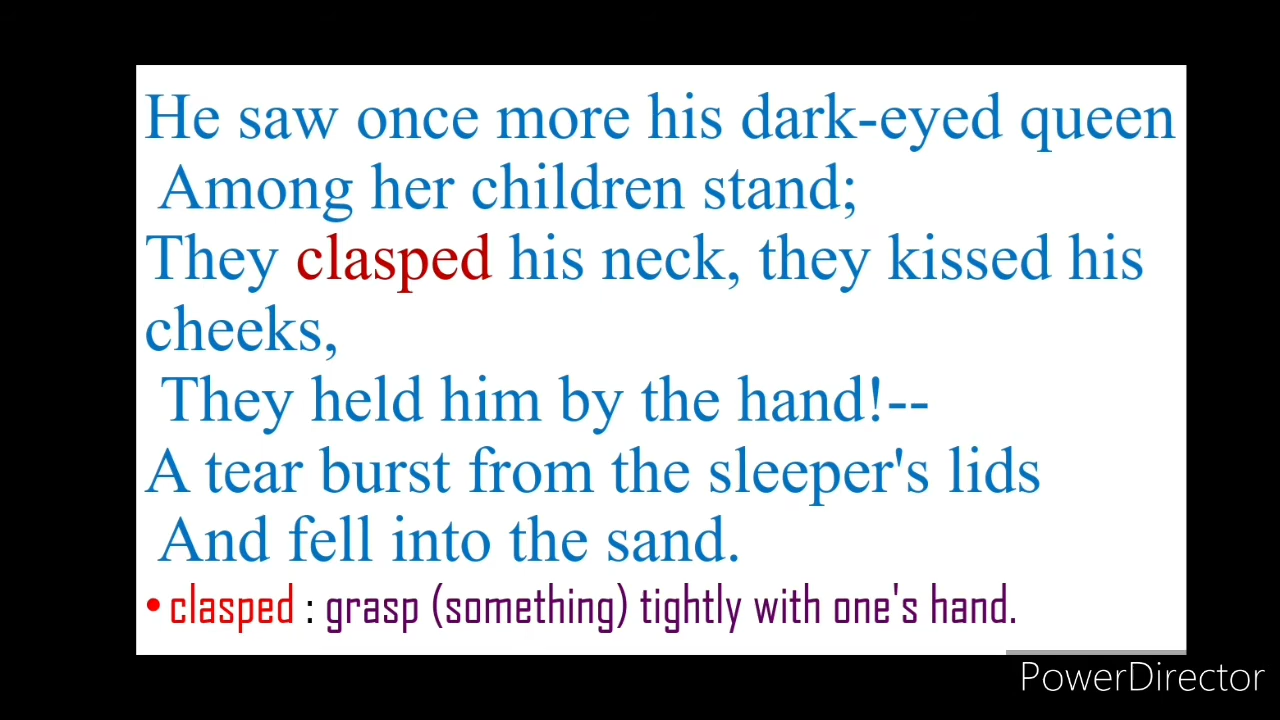 He saw once more his dark-eyed queen
Among her children stand;
They clasped his neck, they kissed his
cheeks,
They held him by the hand!--
A tear burst from the sleeper's lids
And fell into the sand.
• clasped : grasp (something) tightly with one's hand.
PowerDirector